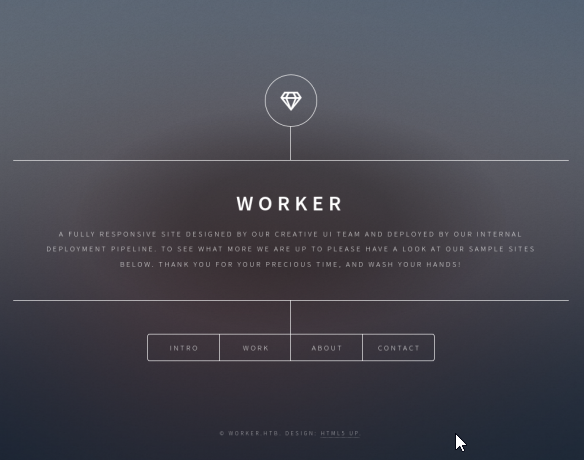 WORKER
A FULLY RESPONSIVE SITE DESIGNED BY OUR CREATIVE UI TEAM AND DEPLOYED BY OUR INTERNAL
DEPLOYMENT PIPELINE. TO SEE WHAT MORE WE ARE UP TO PLEASE HAVE A LOOK AT OUR SAMPLE SITES
BELOW. THANK YOU FOR YOUR PRECIOUS TIME, AND WASH YOUR HANDS!
INTRO WORK ABOUT CONTACT
© WORKER.HTB. DESIGN: HTML5 UP.